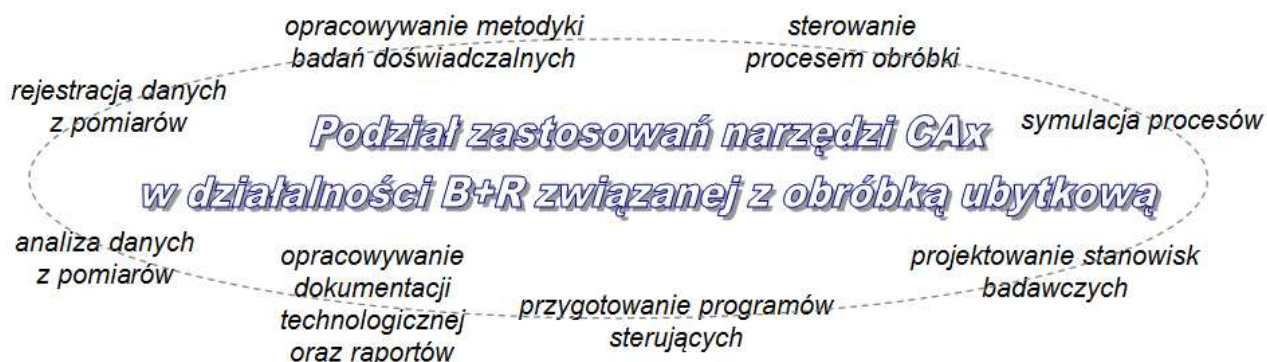 opracowywanie metodyki
badań doświadczalnych
sterowanie
procesem obróbki
rejestracja danych
z pomiarów
symulacja procesów
Podział zastosowań narzędzi CAx
w działalności B+R związanej z obróbką ubytkową
analiza danych
z pomiarów
opracowywanie
dokumentacji
technologicznej
oraz raportów
przygotowanie programów
sterujących
projektowanie stanowisk
badawczych